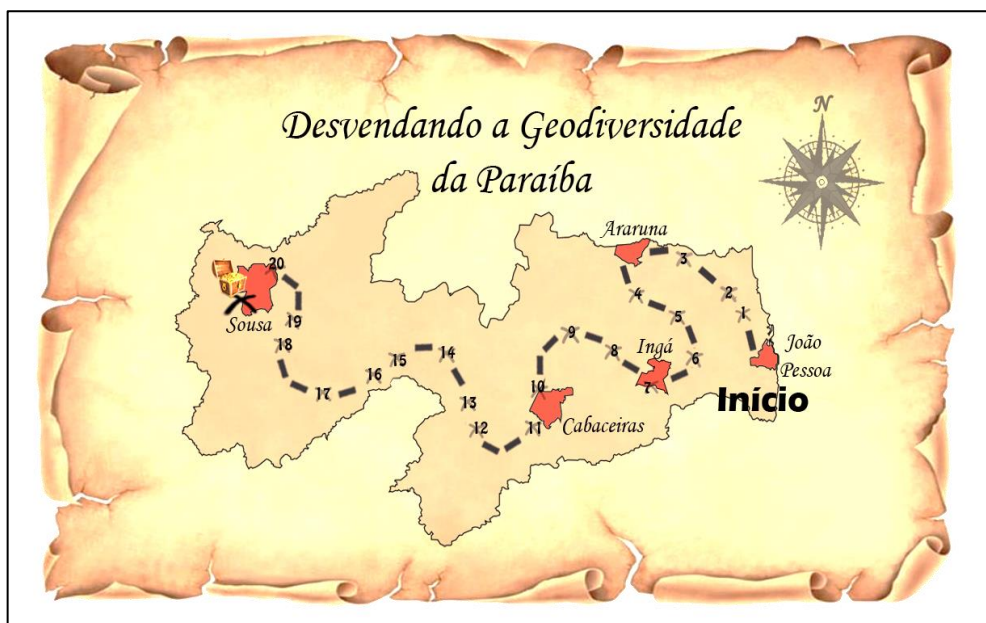 Desvendando a Geodiversidade
da Paraíba
N
Araruna
3
2
4
1
5
João
Pessoa
6
Início
Ingá
7
8
9
10
Cabaceiras
11
12
13
14
15
16
17
18
19
20
Sousa